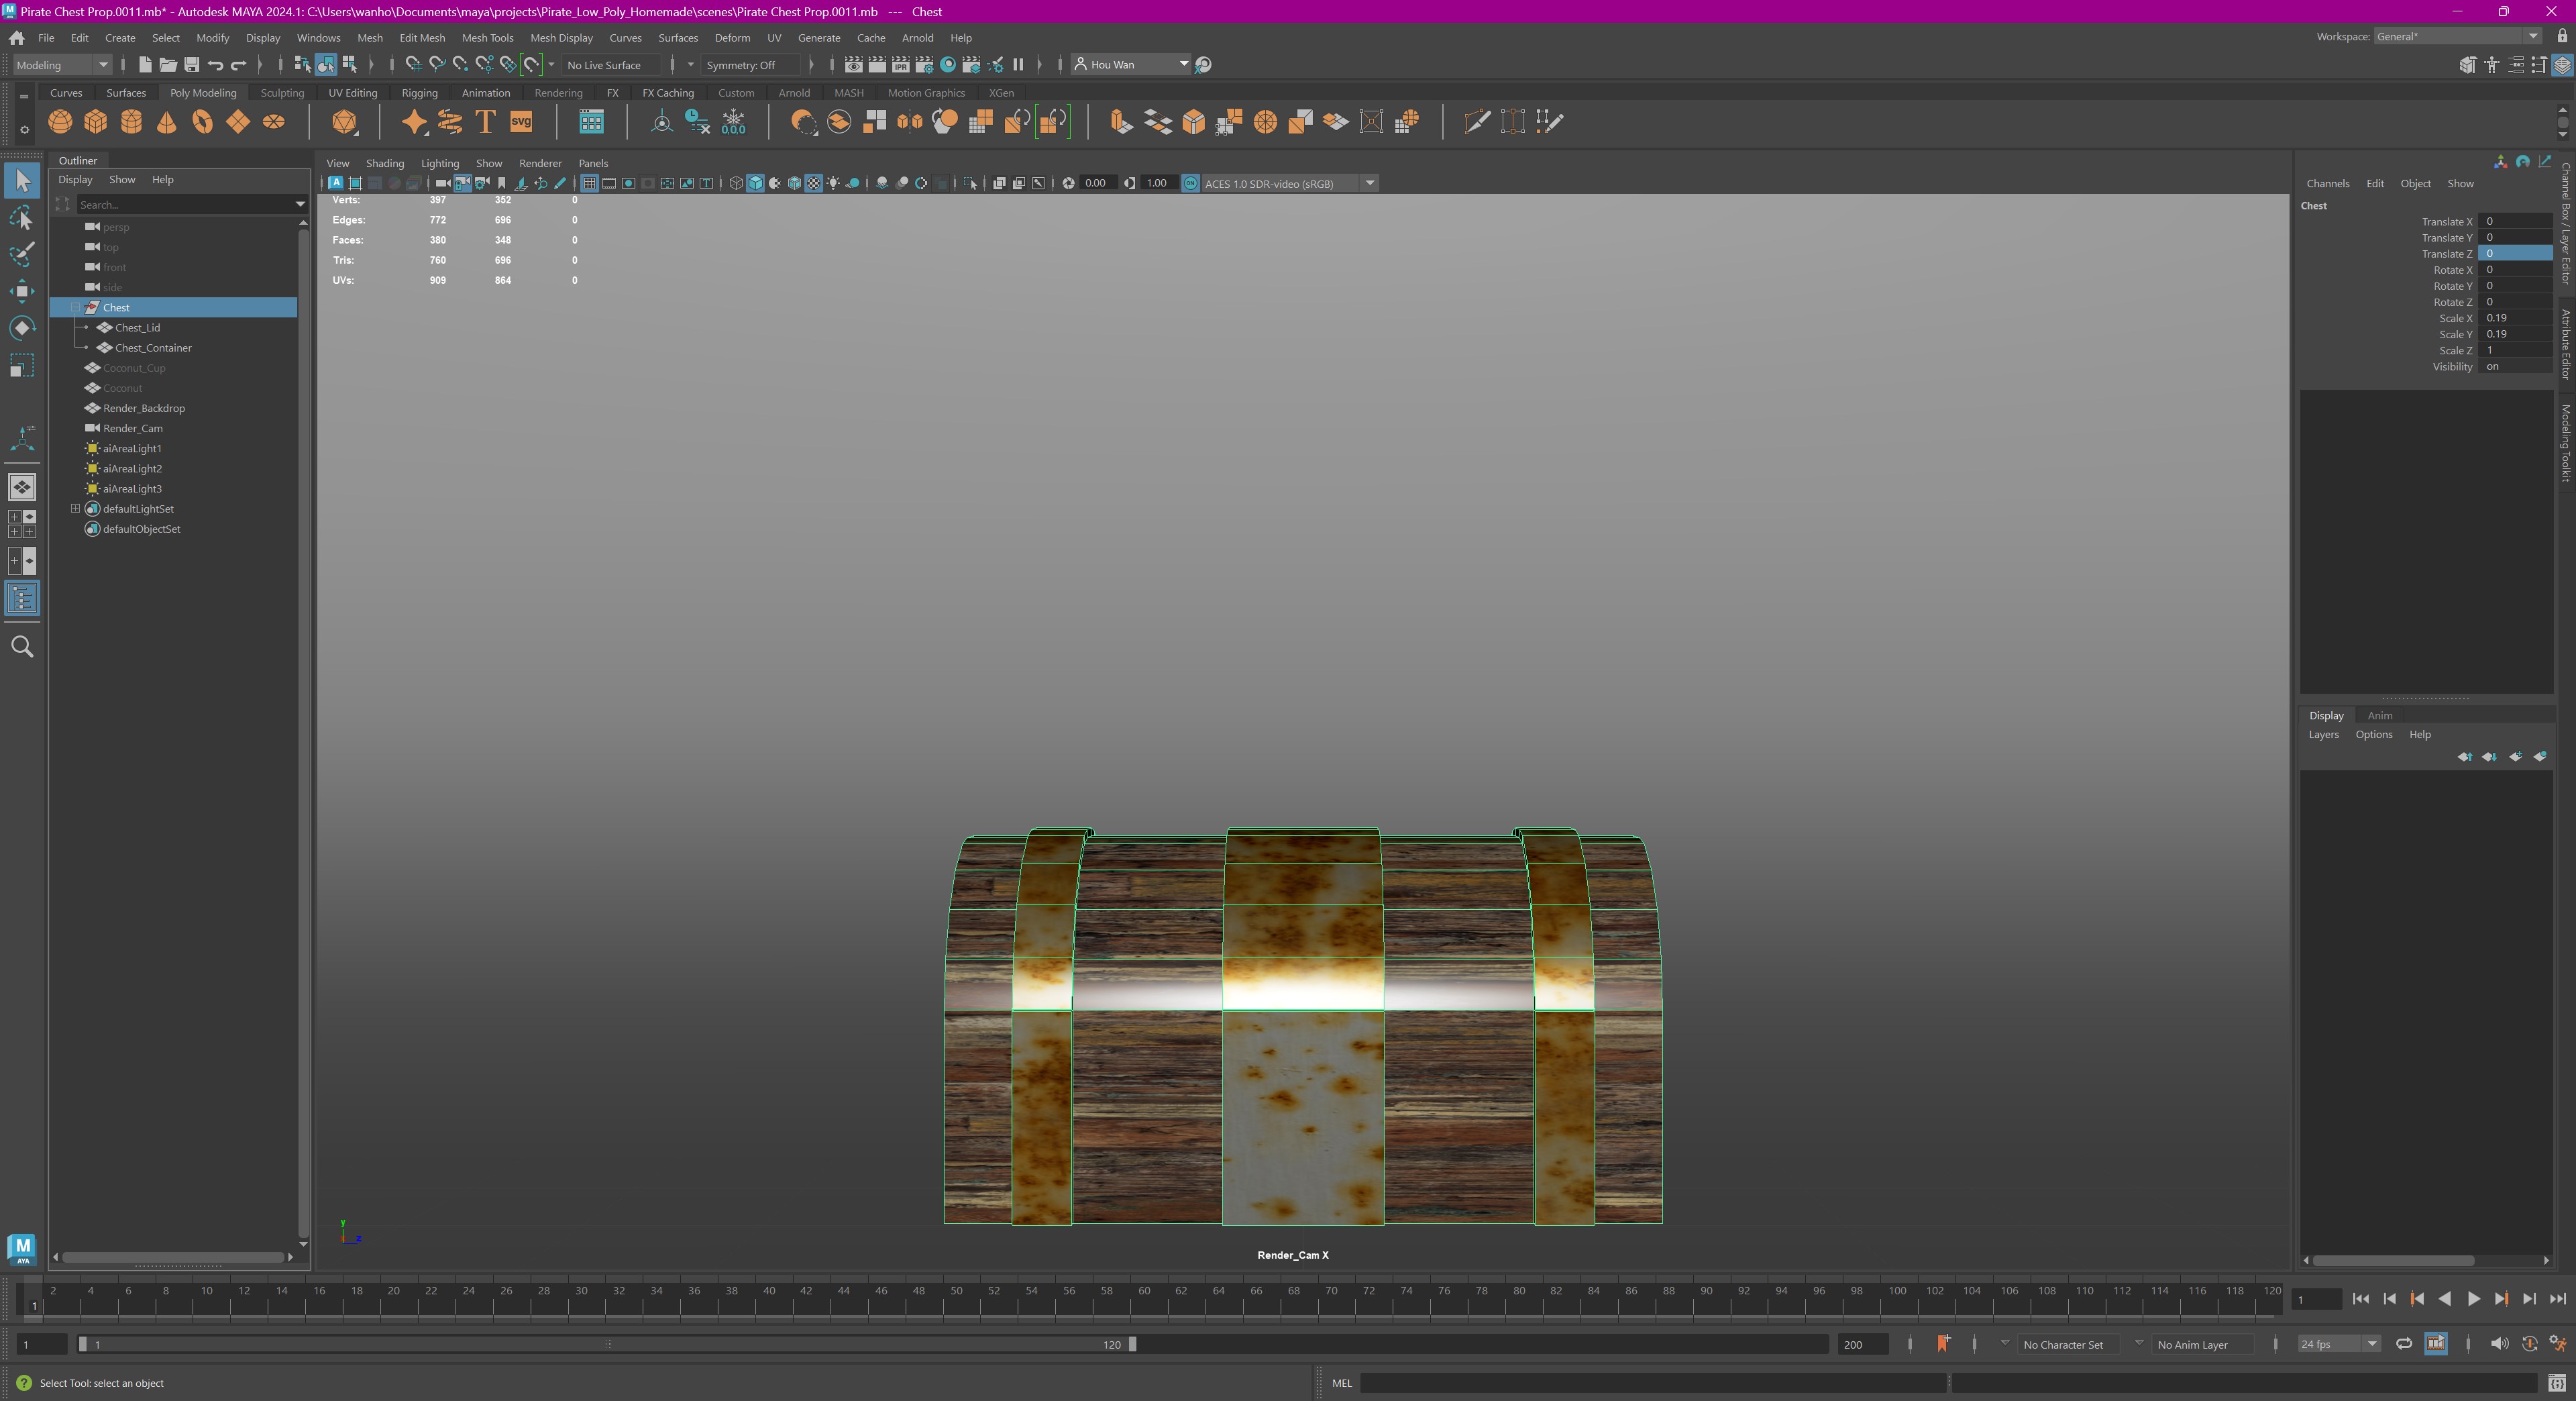 Pirate Chest Prop.0011.mb* - Autodesk MAYA 2024.1: C:\Users\wanho\Documents\maya\projects\Pirate_Low_Poly_Homemade\scenes\Pirate Chest Prop.0011.mb --- Chest
File Edit Create Select Modify Display Windows Mesh Edit Mesh Mesh Tools Mesh Display Curves Surfaces Deform UV Generate Cache Arnold Help
Workspace: General*
Modeling
No Live Surface
Symmetry: Off
IPR
Hou Wan
Curves Surfaces Poly Modeling Sculpting UV Editing Rigging Animation Rendering FX FX Caching Custom Arnold MASH Motion Graphics XGen
T
SVG
0,0,0
Outliner
Display Show Help
Search...
persp
top
front
side
Chest
Chest_Lid
Chest_Container
Coconut_Cup
Coconut
Render_Backdrop
Render_Cam
aiAreaLight1
aiAreaLight2
aiAreaLight3
defaultLightSet
defaultObjectSet
View Shading Lighting Show Renderer Panels
0.00
1.00
ON
ACES 1.0 SDR-video (sRGB)
Verts: 397 352 0
Edges: 772 696 0
Faces: 380 348 0
Tris: 760 696 0
UVs: 909 864 0
y
z
Render_Cam X
Channels Edit Object Show
Chest
Translate X 0
Translate Y 0
Translate Z 0
Rotate X 0
Rotate Y 0
Rotate Z 0
Scale X 0.19
Scale Y 0.19
Scale Z 1
Visibility on
Channel Box / Layer Editor
Attribute Editor
Modeling Toolkit
Display Anim
Layers Options Help
M
AYA
2 4 6 8 10 12 14 16 18 20 22 24 26 28 30 32 34 36 38 40 42 44 46 48 50 52 54 56 58 60 62 64 66 68 70 72 74 76 78 80 82 84 86 88 90 92 94 96 98 100 102 104 106 108 110 112 114 116 118 120
1
1
1
1
120
200
No Character Set
No Anim Layer
24 fps
Select Tool: select an object
MEL